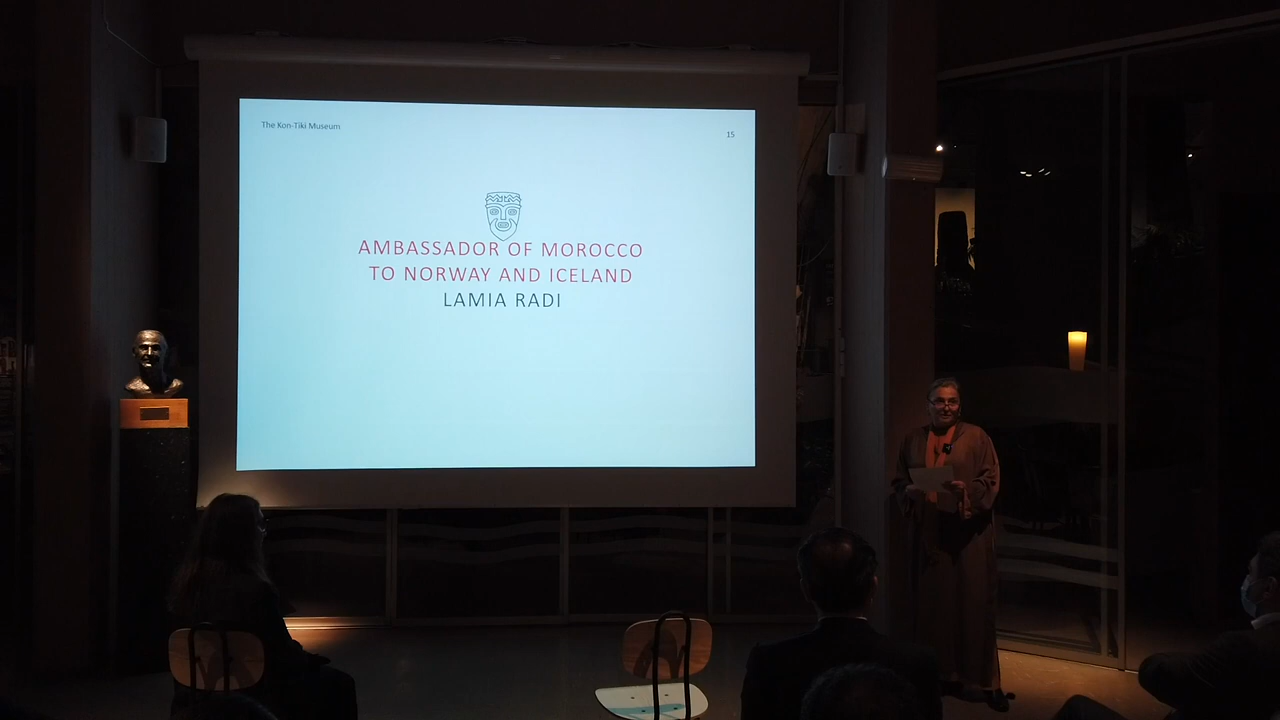 The Kon-Tiki Museum
15
AMBASSADOR OF MOROCCO
TO NORWAY AND ICELAND
LAMIA RADI